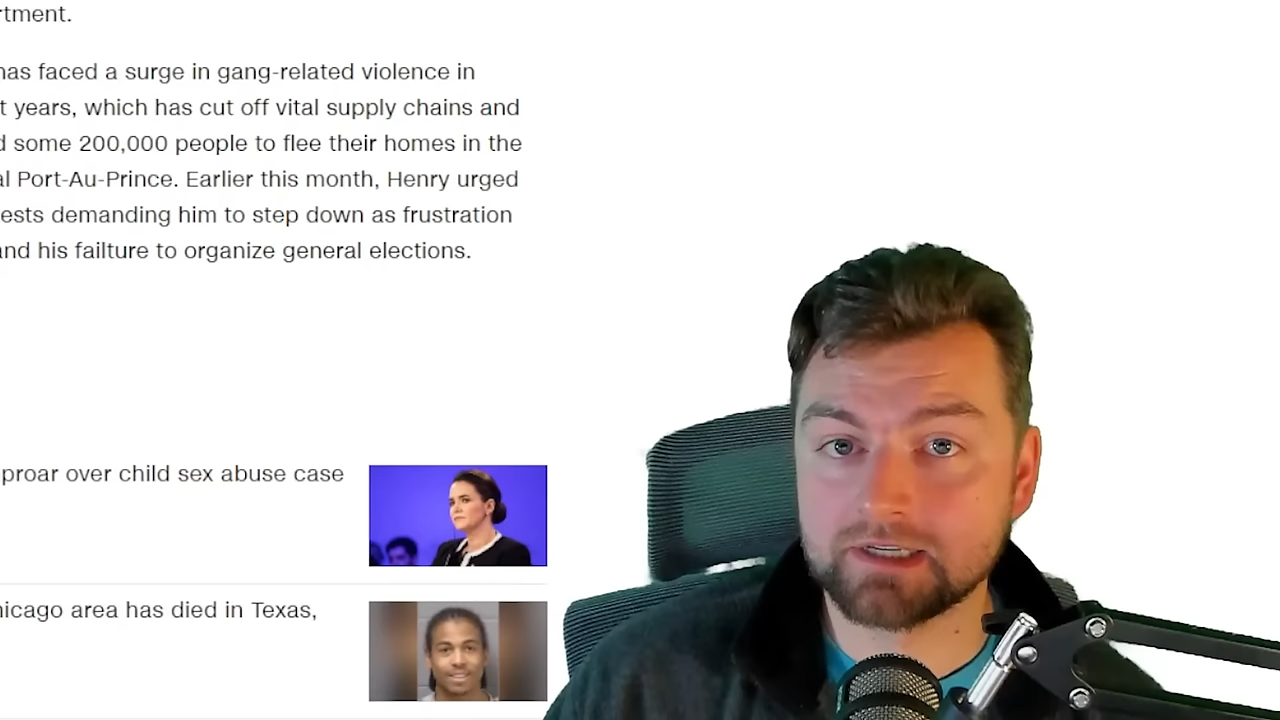 rtment.
has faced a surge in gang-related violence in
t years, which has cut off vital supply chains and
d some 200,000 people to flee their homes in the
al Port-Au-Prince. Earlier this month, Henry urged
ests demanding him to step down as frustration
and his failture to organize general elections.
proar over child sex abuse case
hicago area has died in Texas,